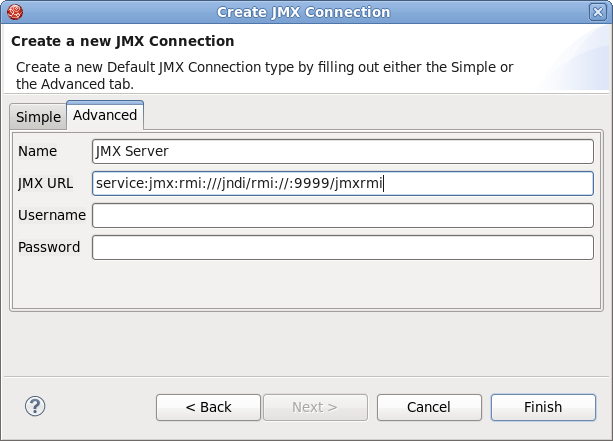 Create JMX Connection
Create a new JMX Connection
Create a new Default JMX Connection type by filling out either the Simple or
the Advanced tab.
Simple Advanced
Name JMX Server
JMX URL service:jmx:rmi:///jndi/rmi://:9999/jmxrmi
Username
Password
? < Back Next > Cancel Finish